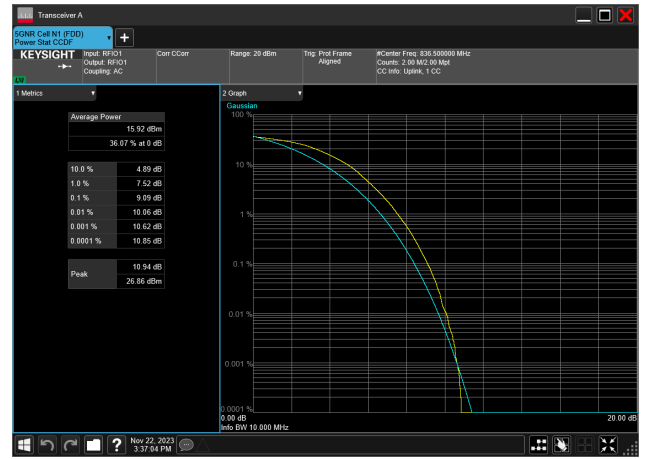 Transceiver A
5GNR Cell N1 (FDD)
Power Stat CCDF
KEYSIGHT
LXI
Input: RFIO1
Output: RFIO1
Coupling: AC
Corr CCorr
Range: 20 dBm
Trig: Prot Frame
Aligned
#Center Freq: 836.500000 MHz
Counts: 2.00 M/2.00 Mpt
CC Info: Uplink, 1 CC
1 Metrics
Average Power
15.92 dBm
36.07 % at 0 dB
10.0 % 4.89 dB
1.0 % 7.52 dB
0.1 % 9.09 dB
0.01 % 10.06 dB
0.001 % 10.62 dB
0.0001 % 10.85 dB
Peak 10.94 dB
26.86 dBm
2 Graph
Gaussian
100 %
10 %
1 %
0.1 %
0.01 %
0.001 %
0.0001 %
0.00 dB 20.00 dB
Info BW 10.000 MHz
Nov 22, 2023
3:37:04 PM